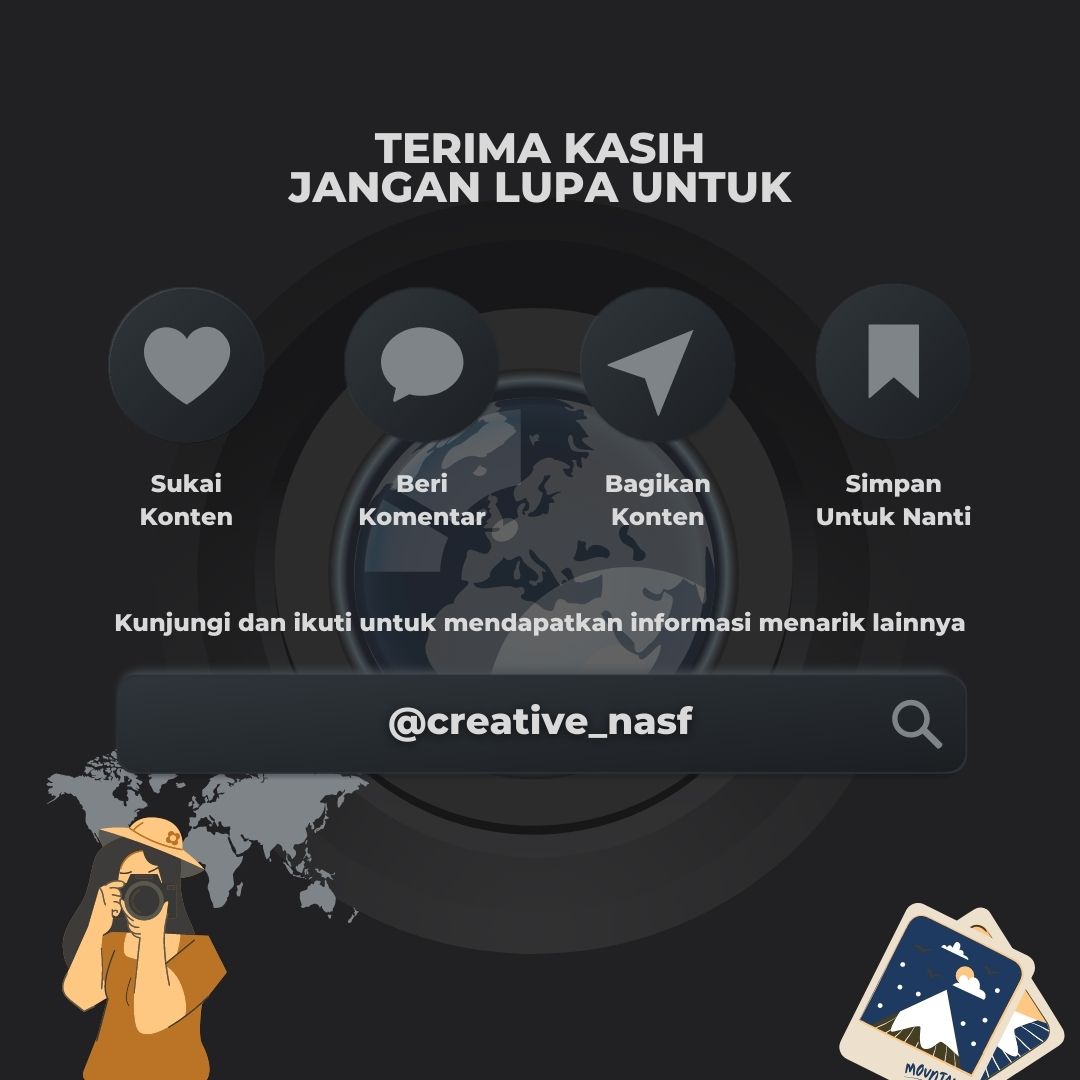 TERIMA KASIH
JANGAN LUPA UNTUK
Sukai
Konten
Beri
Komentar
Bagikan
Konten
Simpan
Untuk Nanti
Kunjungi dan ikuti untuk mendapatkan informasi menarik lainnya
@creative_nasf